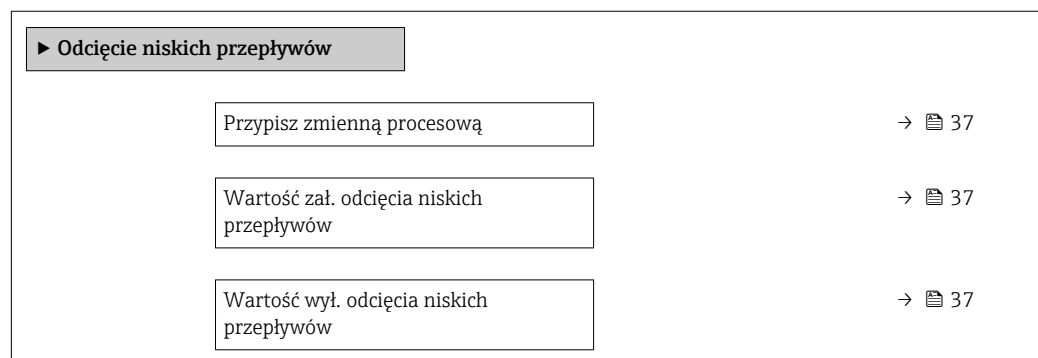 ▶ Odcięcie niskich przepływów
Przypisz zmienną procesową → 37
Wartość zał. odcięcia niskich → 37
przepływów
Wartość wył. odcięcia niskich → 37
przepływów